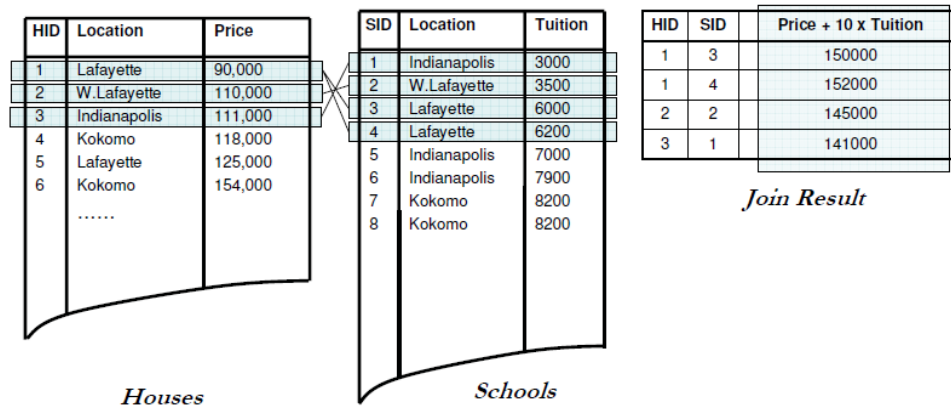 HID Location Price
1 Lafayette 90,000
2 W.Lafayette 110,000
3 Indianapolis 111,000
4 Kokomo 118,000
5 Lafayette 125,000
6 Kokomo 154,000
......
Houses
SID Location Tuition
1 Indianapolis 3000
2 W.Lafayette 3500
3 Lafayette 6000
4 Lafayette 6200
5 Indianapolis 7000
6 Indianapolis 7900
7 Kokomo 8200
8 Kokomo 8200
Schools
HID SID Price + 10 x Tuition
1 3 150000
1 4 152000
2 2 145000
3 1 141000
Join Result